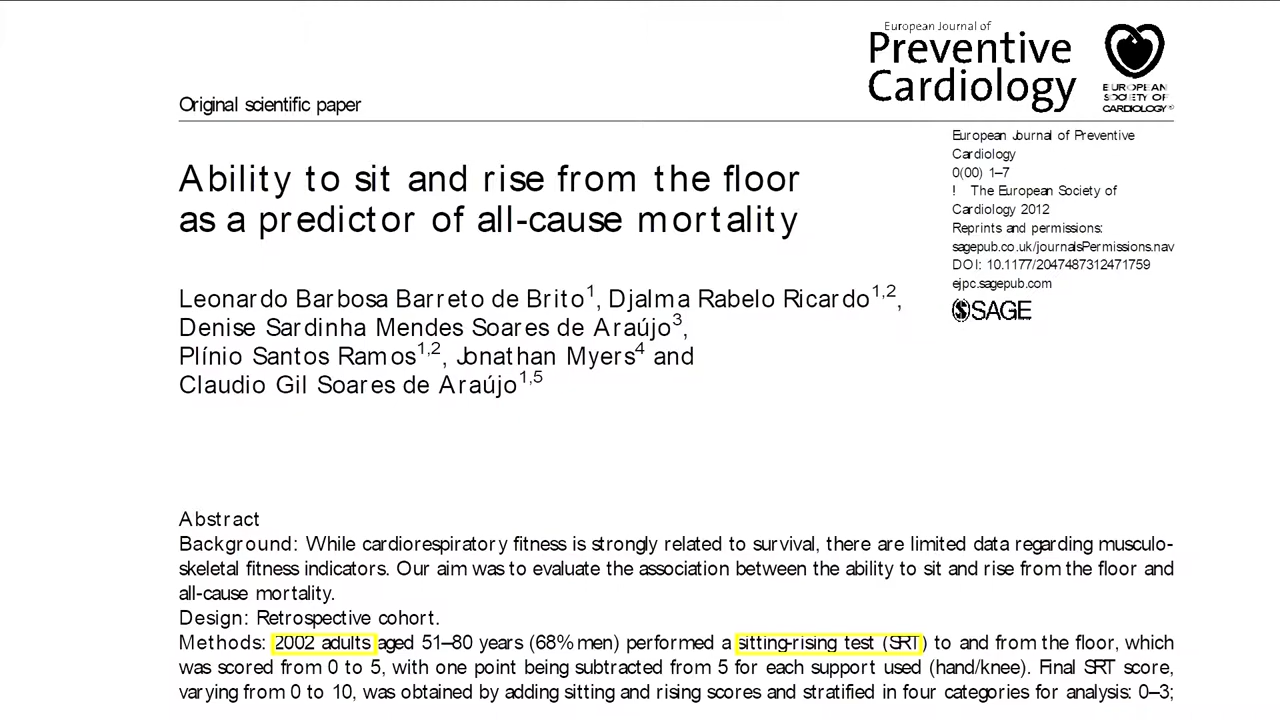 European Journal of
Preventive
Cardiology
EUROPEAN
SOCIETY OF
CARDIOLOGY®
Original scientific paper
European Journal of Preventive
Cardiology
0(00) 1–7
! The European Society of
Cardiology 2012
Reprints and permissions:
sagepub.co.uk/journalsPermissions.nav
DOI: 10.1177/2047487312471759
ejpc.sagepub.com
SAGE
Ability to sit and rise from the floor
as a predictor of all-cause mortality
Leonardo Barbosa Barreto de Brito1, Djalma Rabelo Ricardo1,2,
Denise Sardinha Mendes Soares de Araújo3,
Plínio Santos Ramos1,2, Jonathan Myers4 and
Claudio Gil Soares de Araújo1,5
Abstract
Background: While cardiorespiratory fitness is strongly related to survival, there are limited data regarding musculo-
skeletal fitness indicators. Our aim was to evaluate the association between the ability to sit and rise from the floor and
all-cause mortality.
Design: Retrospective cohort.
Methods: 2002 adults aged 51–80 years (68% men) performed a sitting-rising test (SRT) to and from the floor, which
was scored from 0 to 5, with one point being subtracted from 5 for each support used (hand/knee). Final SRT score,
varying from 0 to 10, was obtained by adding sitting and rising scores and stratified in four categories for analysis: 0–3;